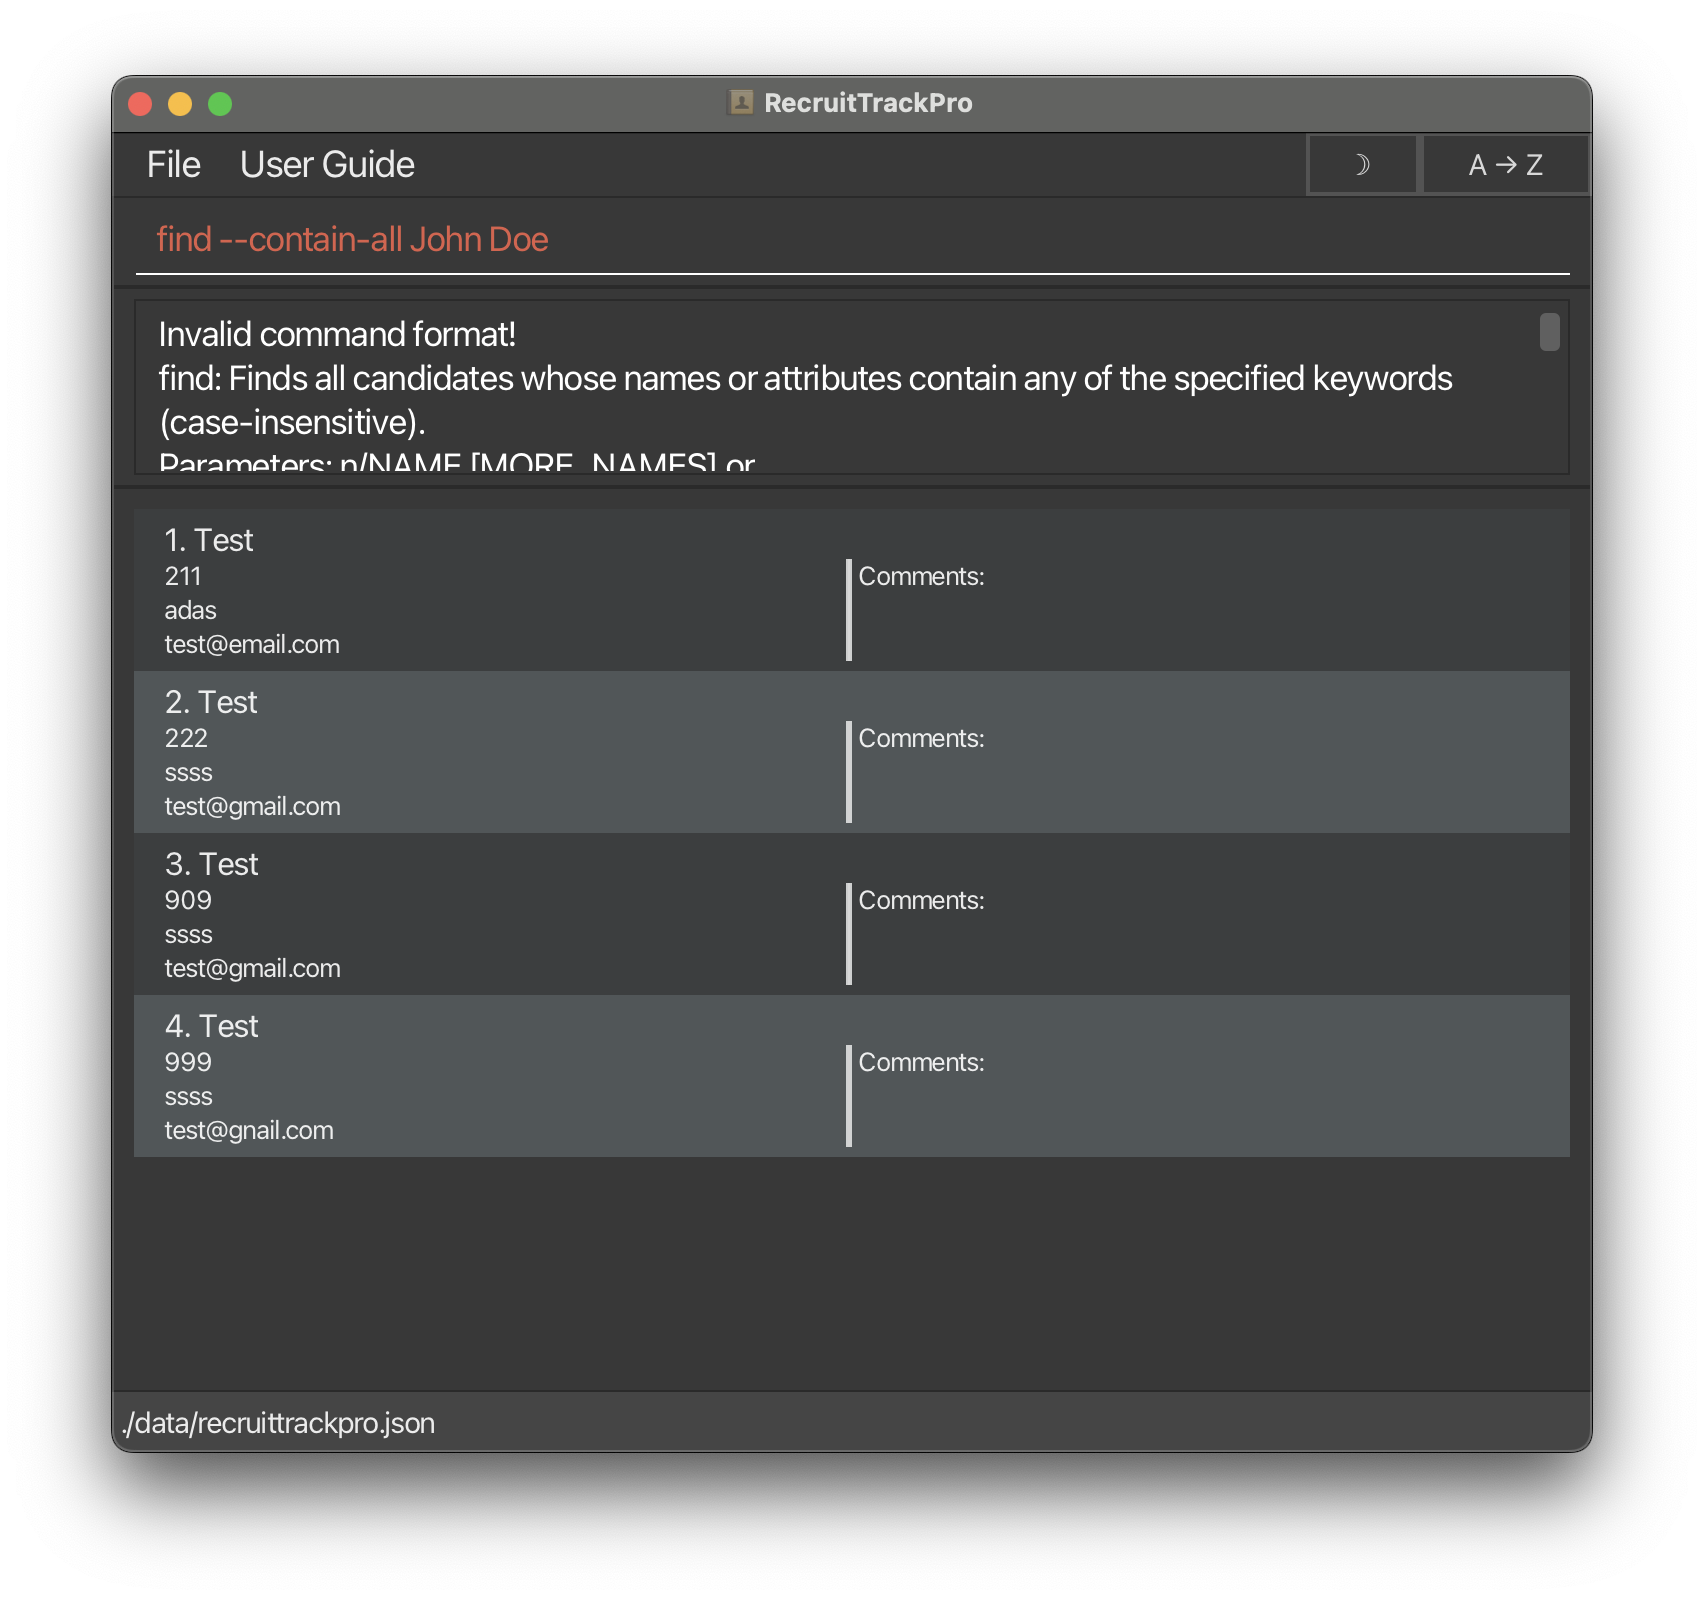 RecruitTrackPro
File User Guide ☽ A → Z
find --contain-all John Doe
Invalid command format!
find: Finds all candidates whose names or attributes contain any of the specified keywords
(case-insensitive).
Parameters: n/NAME [MORE_NAMES] or
1. Test
211
adas
test@email.com
Comments:
2. Test
222
ssss
test@gmail.com
Comments:
3. Test
909
ssss
test@gmail.com
Comments:
4. Test
999
ssss
test@gnail.com
Comments:
./data/recruittrackpro.json